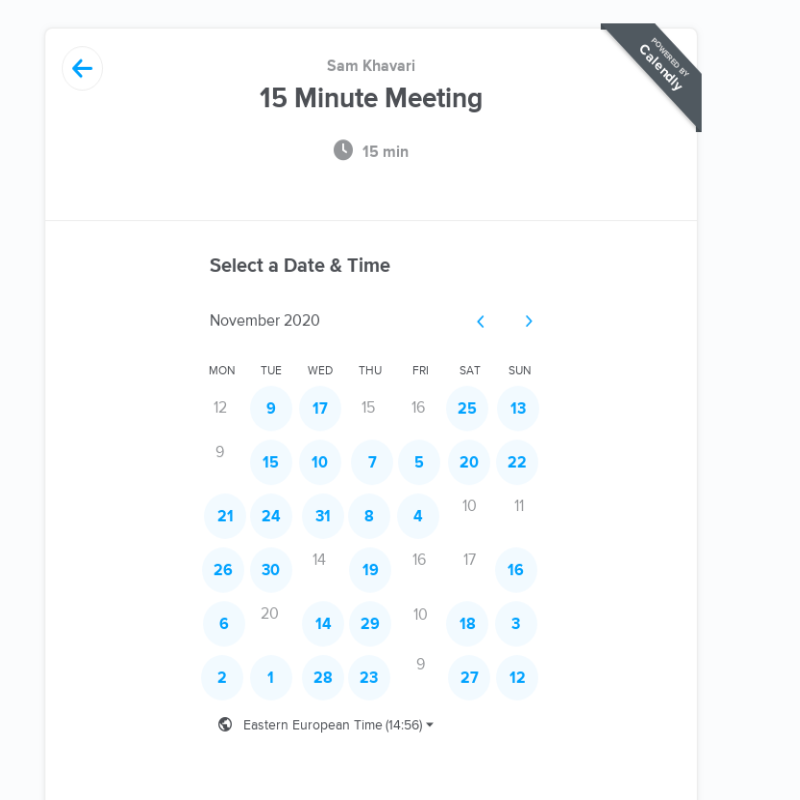 Sam Khavari
15 Minute Meeting
15 min
POWERED BY
Calendly
Select a Date & Time
November 2020
MON TUE WED THU FRI SAT SUN
12 9 17 15 16 25 13
9 15 10 7 5 20 22
21 24 31 8 4 10 11
26 30 14 19 16 17 16
6 20 14 29 10 18 3
2 1 28 23 9 27 12
Eastern European Time (14:56)